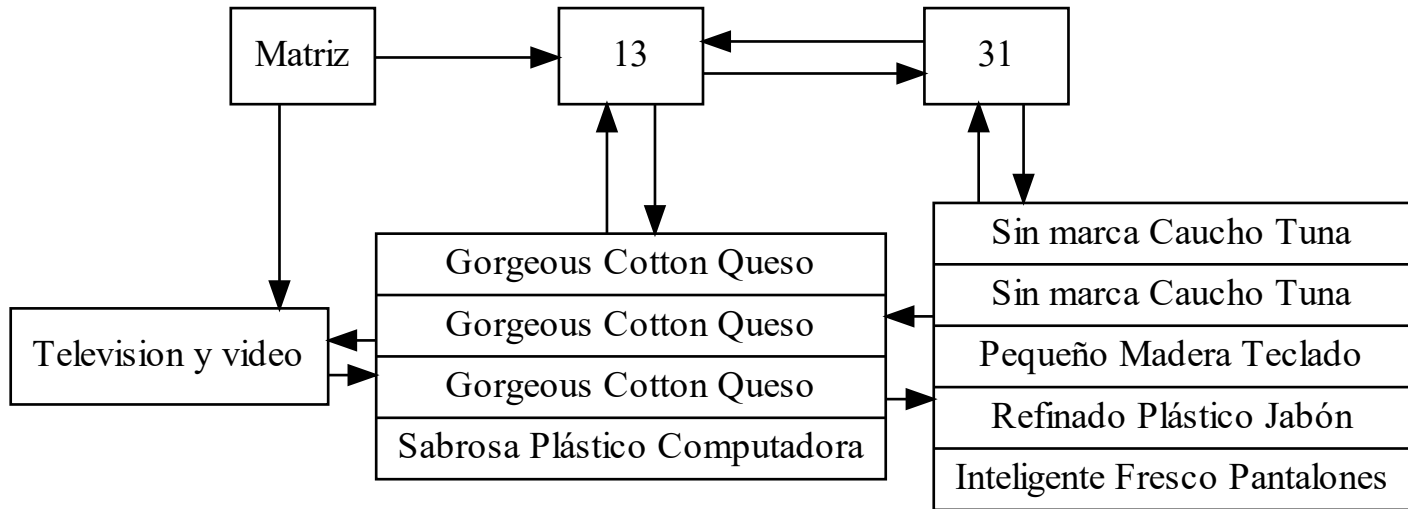 Matriz
13
31
Television y video
Gorgeous Cotton Queso
Gorgeous Cotton Queso
Gorgeous Cotton Queso
Sabrosa Plástico Computadora
Sin marca Caucho Tuna
Sin marca Caucho Tuna
Pequeño Madera Teclado
Refinado Plástico Jabón
Inteligente Fresco Pantalones